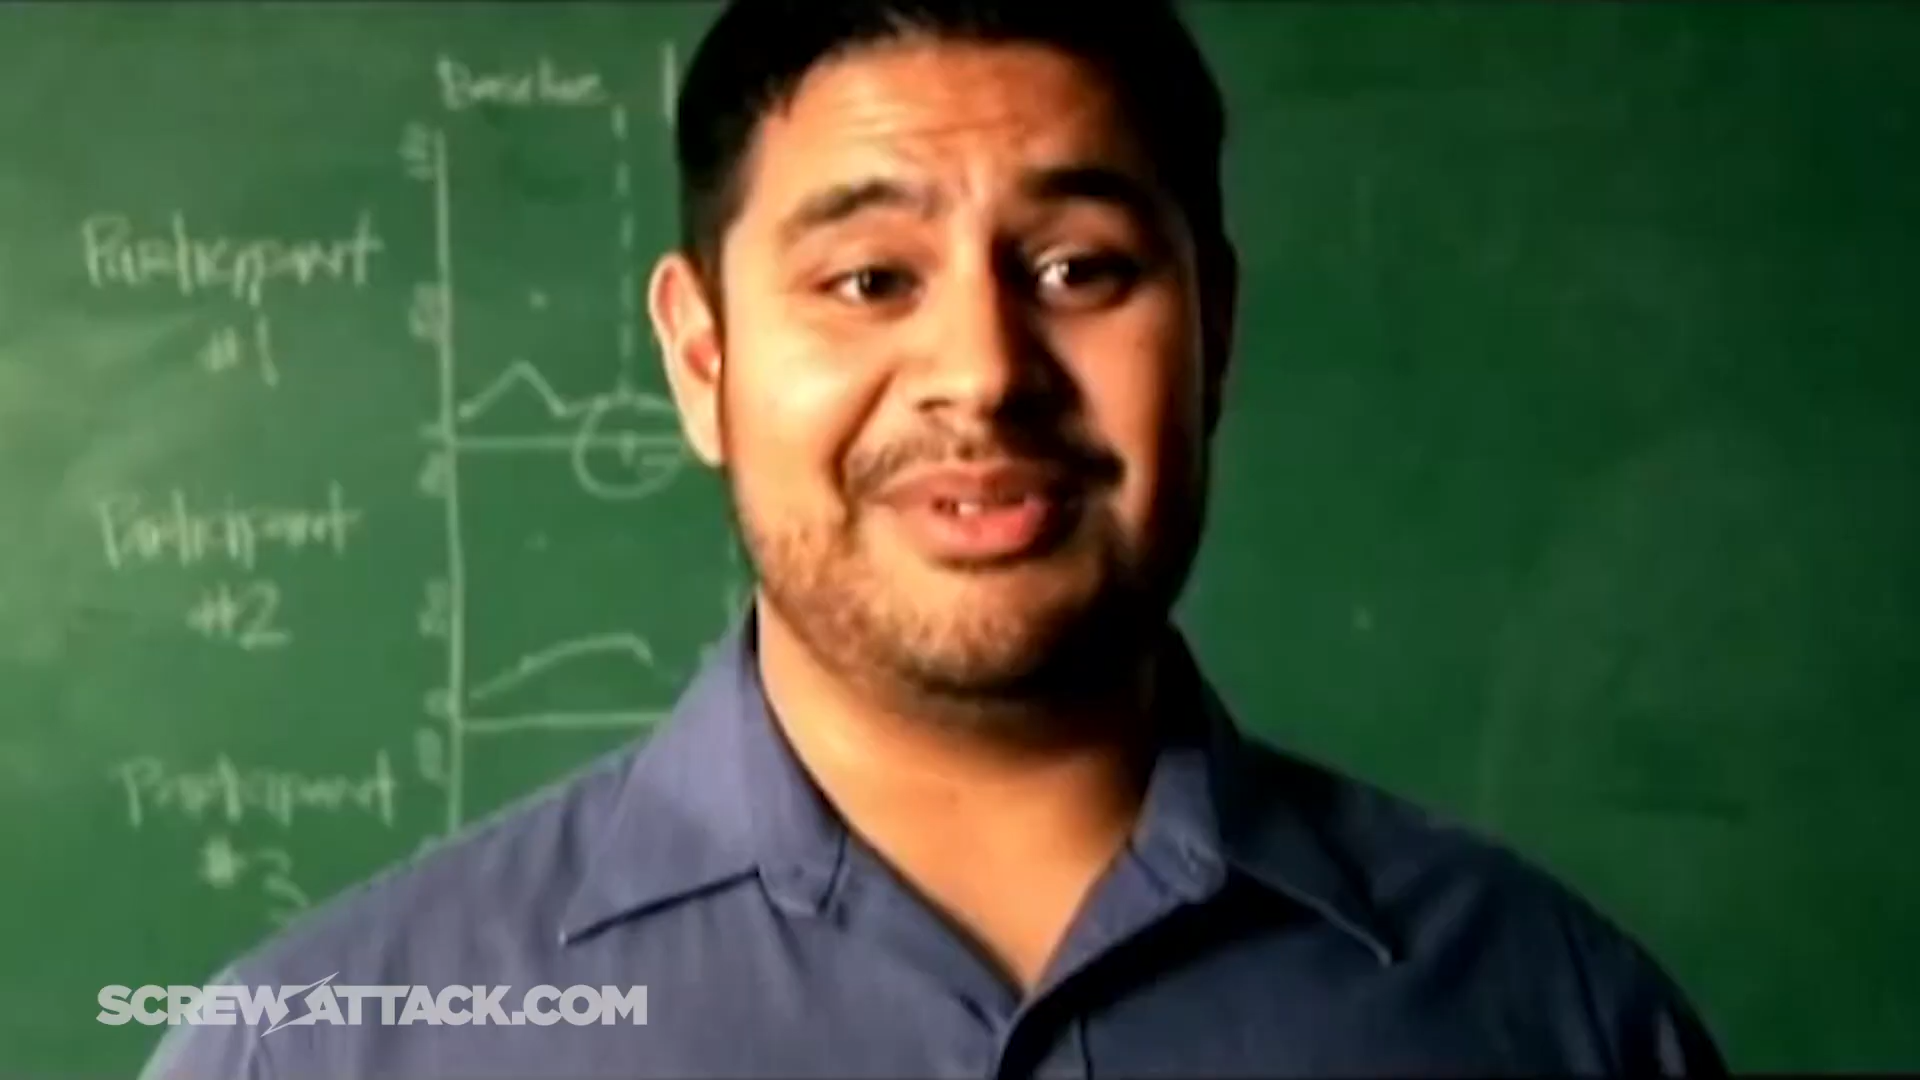 Baseline
Participant
#1
Participant
#2
Participant
#3
SCREWATTACK.COM